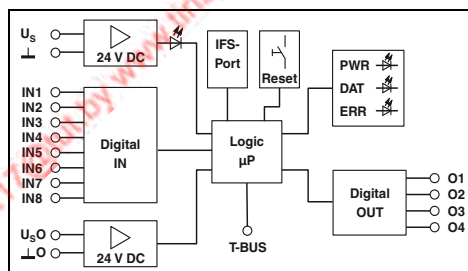 US
⊥
24 V DC
IFS-
Port
Reset
PWR
DAT
ERR
IN1
IN2
IN3
IN4
IN5
IN6
IN7
IN8
Digital
IN
Logic
µP
Digital
OUT
O1
O2
O3
O4
USO
⊥O
24 V DC
T-BUS